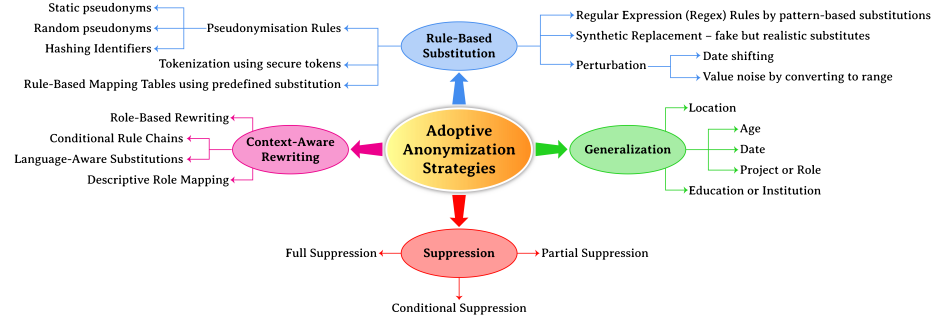 Static pseudonyms
Random pseudonyms
Hashing Identifiers
Pseudonymisation Rules
Tokenization using secure tokens
Rule-Based Mapping Tables using predefined substitution
Rule-Based
Substitution
Regular Expression (Regex) Rules by pattern-based substitutions
Synthetic Replacement – fake but realistic substitutes
Perturbation
Date shifting
Value noise by converting to range
Role-Based Rewriting
Conditional Rule Chains
Language-Aware Substitutions
Descriptive Role Mapping
Context-Aware
Rewriting
Adoptive
Anonymization
Strategies
Generalization
Location
Age
Date
Project or Role
Education or Institution
Full Suppression
Suppression
Partial Suppression
Conditional Suppression